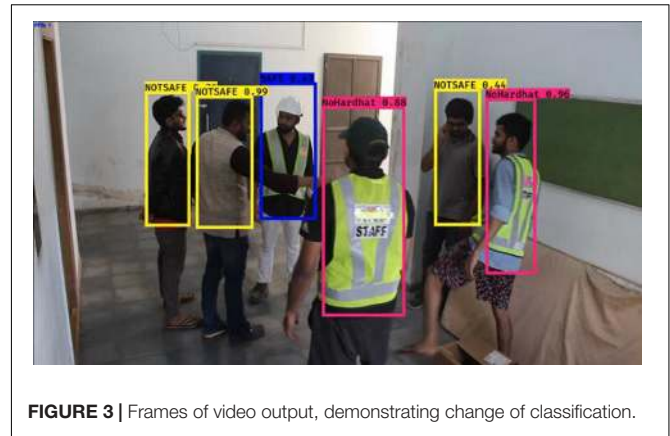 NOTSAFE
NOTSAFE 0.99
SAFE
NoHardhat 0.88
NOTSAFE 0.44
NoHardhat 0.96
STAFF
FIGURE 3 | Frames of video output, demonstrating change of classification.